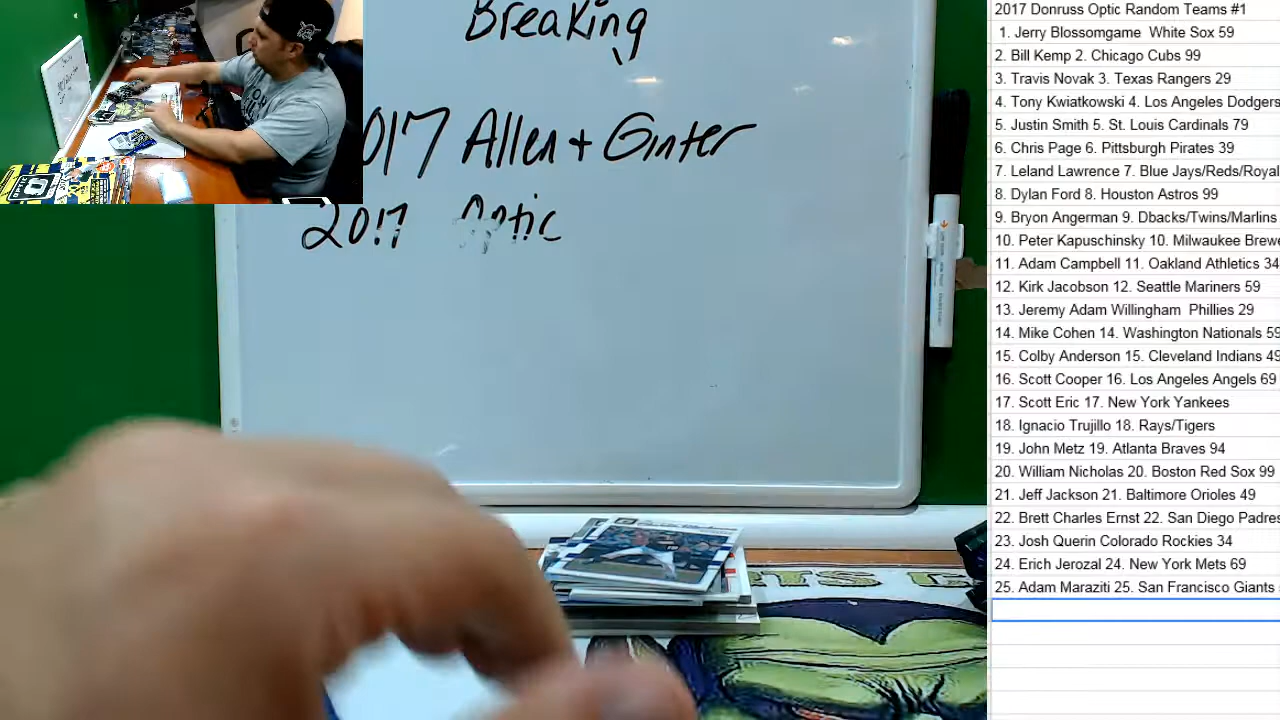 Breaking
2017 Allen + Ginter
2017 Optic
2017 Donruss Optic Random Teams #1
1. Jerry Blossomgame White Sox 59
2. Bill Kemp 2. Chicago Cubs 99
3. Travis Novak 3. Texas Rangers 29
4. Tony Kwiatkowski 4. Los Angeles Dodgers
5. Justin Smith 5. St. Louis Cardinals 79
6. Chris Page 6. Pittsburgh Pirates 39
7. Leland Lawrence 7. Blue Jays/Reds/Royal
8. Dylan Ford 8. Houston Astros 99
9. Bryon Angerman 9. Dbacks/Twins/Marlins
10. Peter Kapuschinsky 10. Milwaukee Brewe
11. Adam Campbell 11. Oakland Athletics 34
12. Kirk Jacobson 12. Seattle Mariners 59
13. Jeremy Adam Willingham Phillies 29
14. Mike Cohen 14. Washington Nationals 59
15. Colby Anderson 15. Cleveland Indians 49
16. Scott Cooper 16. Los Angeles Angels 69
17. Scott Eric 17. New York Yankees
18. Ignacio Trujillo 18. Rays/Tigers
19. John Metz 19. Atlanta Braves 94
20. William Nicholas 20. Boston Red Sox 99
21. Jeff Jackson 21. Baltimore Orioles 49
22. Brett Charles Ernst 22. San Diego Padres
23. Josh Querin Colorado Rockies 34
24. Erich Jerozal 24. New York Mets 69
25. Adam Maraziti 25. San Francisco Giants